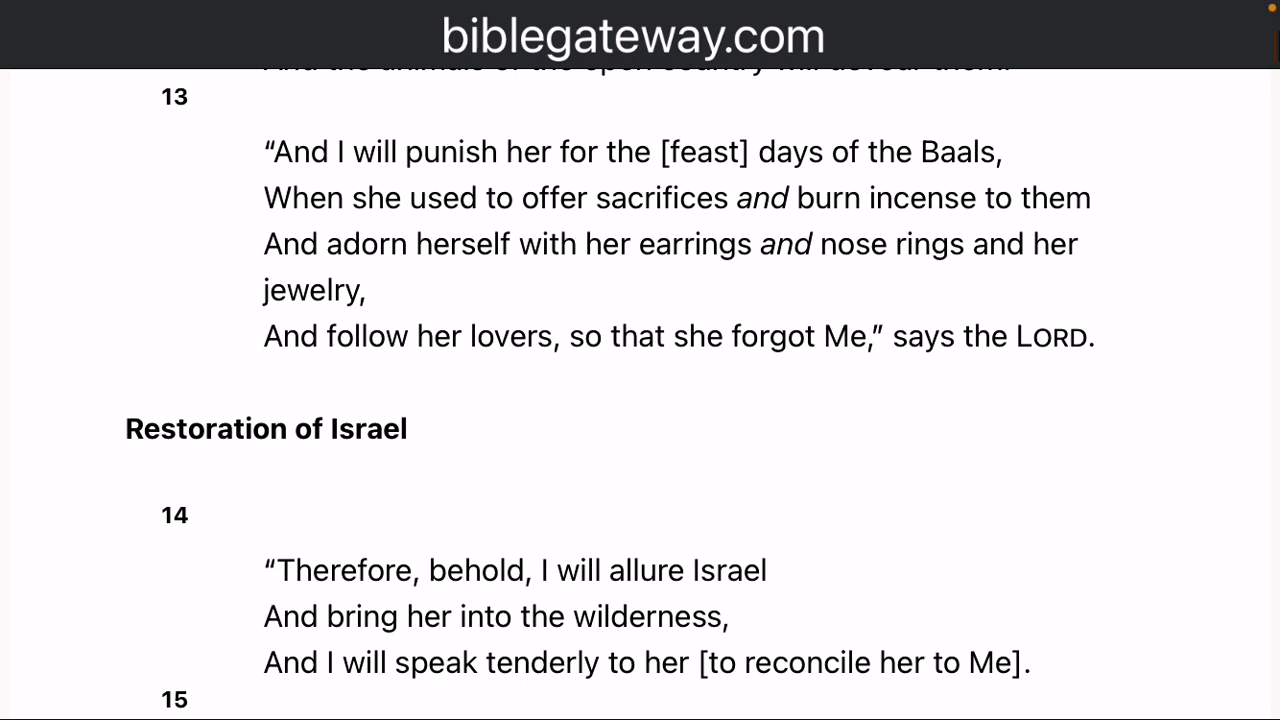 biblegateway.com
13
“And I will punish her for the [feast] days of the Baals,
When she used to offer sacrifices and burn incense to them
And adorn herself with her earrings and nose rings and her
jewelry,
And follow her lovers, so that she forgot Me,” says the LORD.
Restoration of Israel
14
“Therefore, behold, I will allure Israel
And bring her into the wilderness,
And I will speak tenderly to her [to reconcile her to Me].
15